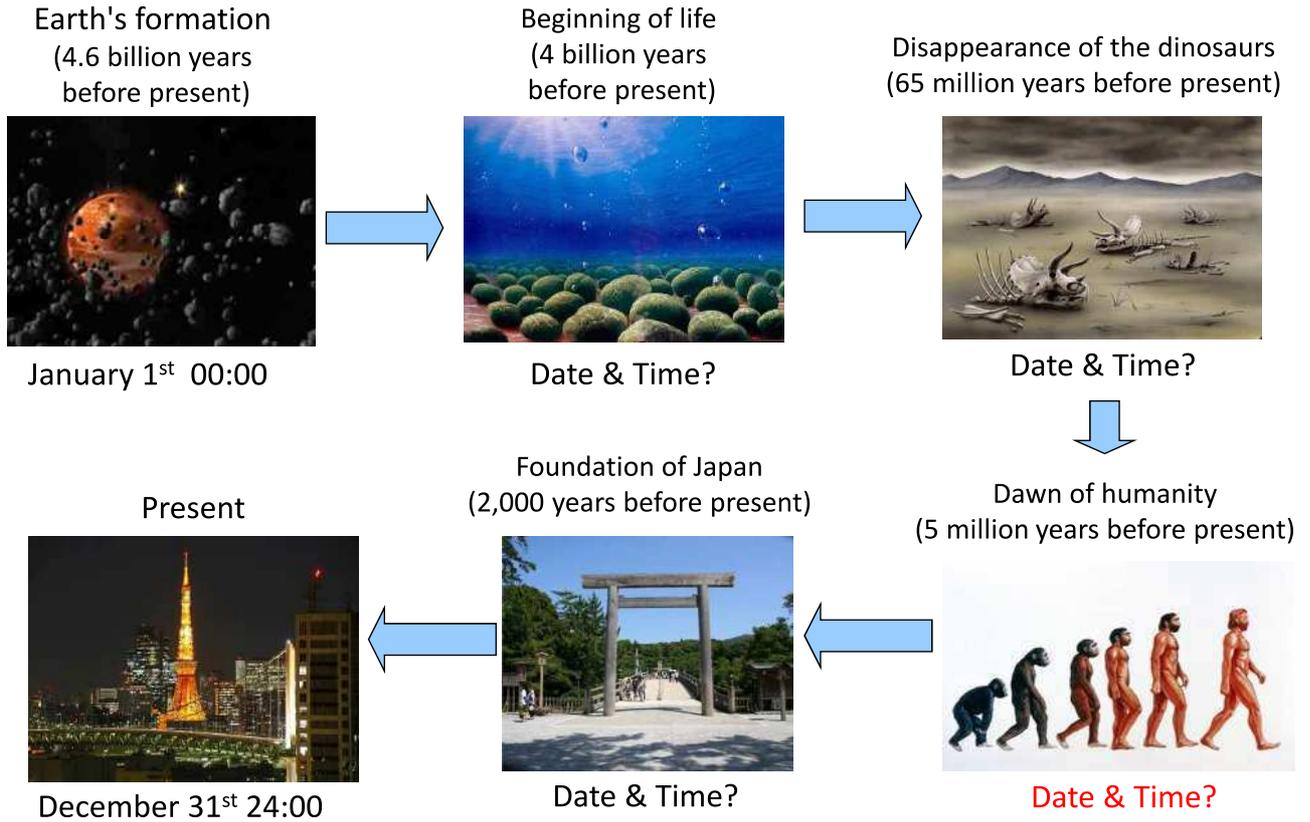 Earth's formation
(4.6 billion years
before present)
January 1st 00:00
Beginning of life
(4 billion years
before present)
Date & Time?
Disappearance of the dinosaurs
(65 million years before present)
Date & Time?
Dawn of humanity
(5 million years before present)
Date & Time?
Foundation of Japan
(2,000 years before present)
Date & Time?
Present
December 31st 24:00